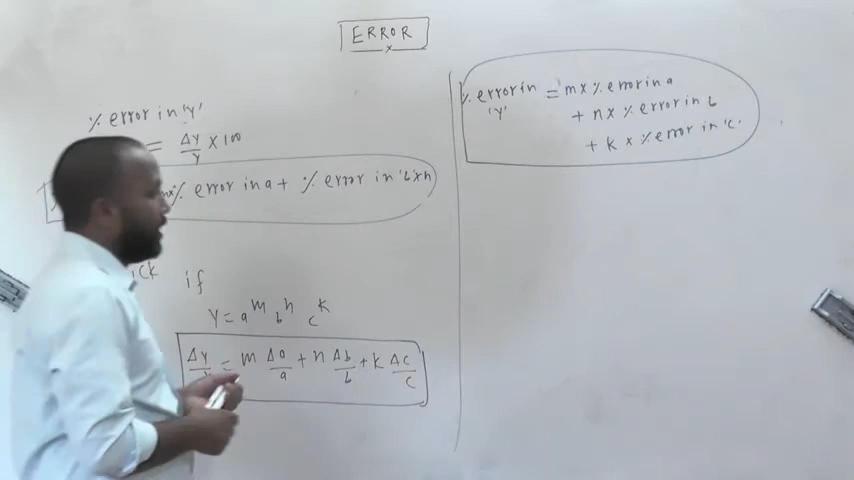 ERROR
% error in 'Y'
= ΔY/Y × 100
% error in a + % error in 'b' × n
ICK if
Y = a^m b^n c^k
ΔY/Y = m Δa/a + n Δb/b + k Δc/c
% error in 'Y' = m × % error in a
+ n × % error in b
+ k × % error in 'c'